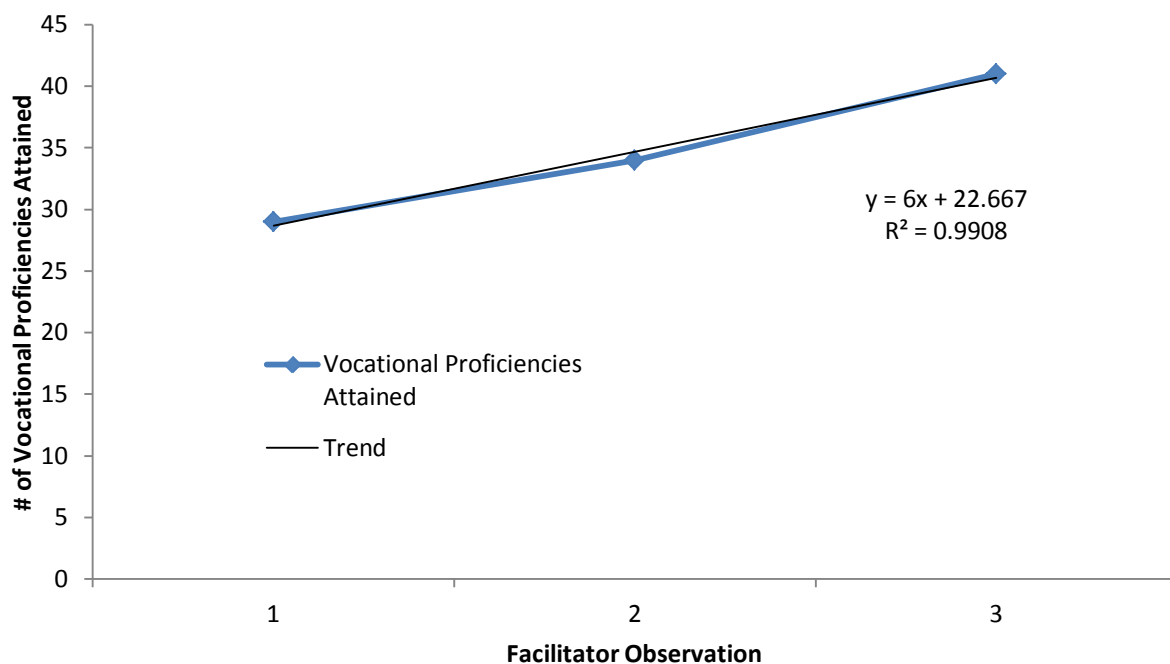 # of Vocational Proficiencies Attained
45
40
35
30
25
20
15
10
5
0
y = 6x + 22.667
R² = 0.9908
Vocational Proficiencies
Attained
Trend
1 2 3
Facilitator Observation